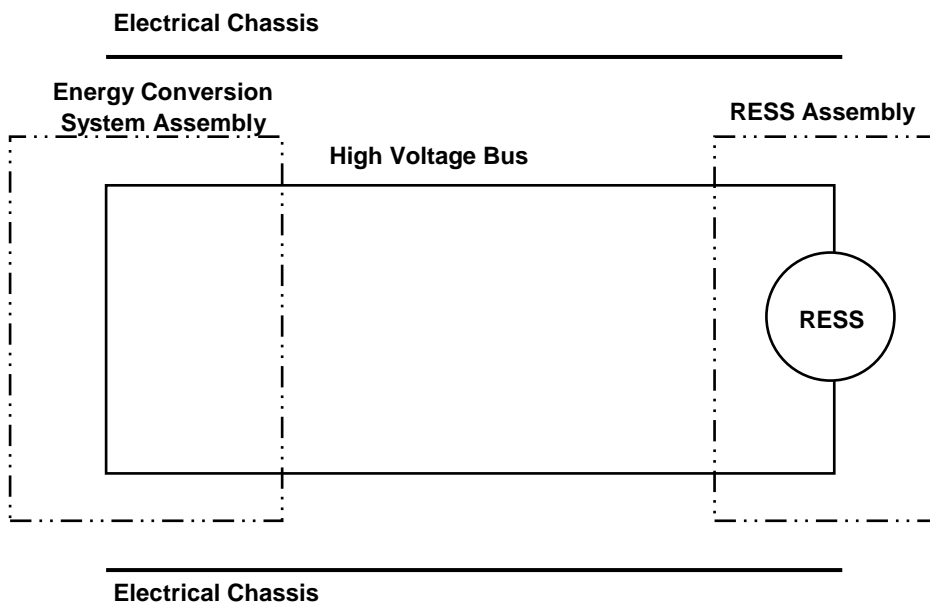 Electrical Chassis
Energy Conversion
System Assembly
RESS Assembly
High Voltage Bus
RESS
Electrical Chassis